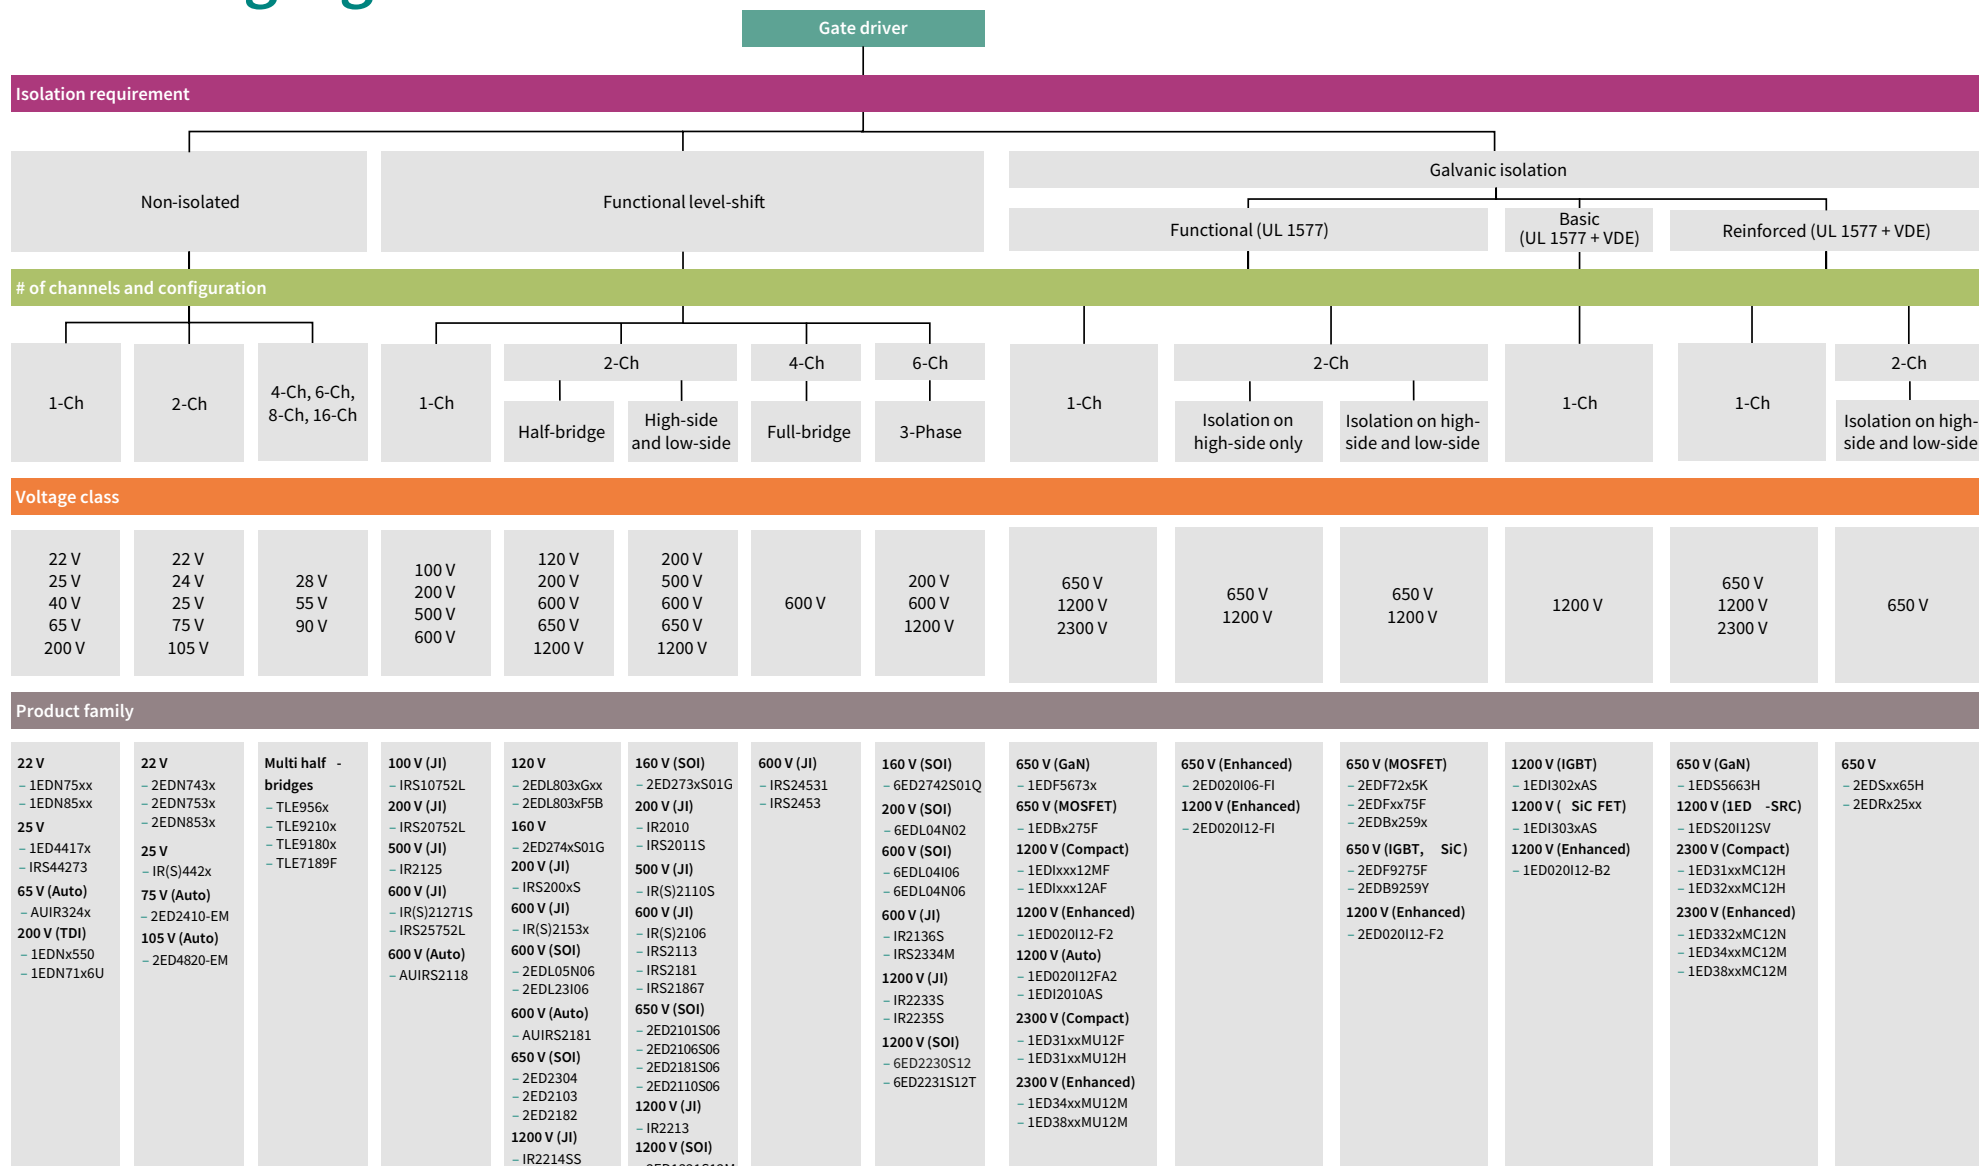 Gate driver
Isolation requirement
Non-isolated
Functional level-shift
Galvanic isolation
Functional (UL 1577)
Basic
(UL 1577 + VDE)
Reinforced (UL 1577 + VDE)
# of channels and configuration
1-Ch
2-Ch
4-Ch, 6-Ch,
8-Ch, 16-Ch
1-Ch
2-Ch
Half-bridge
High-side
and low-side
4-Ch
Full-bridge
6-Ch
3-Phase
1-Ch
2-Ch
Isolation on
high-side only
Isolation on high-
side and low-side
1-Ch
1-Ch
2-Ch
Isolation on high-
side and low-side
Voltage class
22 V
25 V
40 V
65 V
200 V
22 V
24 V
25 V
75 V
105 V
28 V
55 V
90 V
100 V
200 V
500 V
600 V
120 V
200 V
600 V
650 V
1200 V
200 V
500 V
600 V
650 V
1200 V
600 V
200 V
600 V
1200 V
650 V
1200 V
2300 V
650 V
1200 V
650 V
1200 V
1200 V
650 V
1200 V
2300 V
650 V
Product family
22 V
– 1EDN75xx
– 1EDN85xx
25 V
– 1ED4417x
– IRS44273
65 V (Auto)
– AUIR324x
200 V (TDI)
– 1EDNx550
– 1EDN71x6U
22 V
– 2EDN743x
– 2EDN753x
– 2EDN853x
25 V
– IR(S)442x
75 V (Auto)
– 2ED2410-EM
105 V (Auto)
– 2ED4820-EM
Multi half -
bridges
– TLE956x
– TLE9210x
– TLE9180x
– TLE7189F
100 V (JI)
– IRS10752L
200 V (JI)
– IRS20752L
500 V (JI)
– IR2125
600 V (JI)
– IR(S)21271S
– IRS25752L
600 V (Auto)
– AUIRS2118
120 V
– 2EDL803xGxx
– 2EDL803xF5B
160 V
– 2ED274xS01G
200 V (JI)
– IRS200xS
600 V (JI)
– IR(S)2153x
600 V (SOI)
– 2EDL05N06
– 2EDL23I06
600 V (Auto)
– AUIRS2181
650 V (SOI)
– 2ED2304
– 2ED2103
– 2ED2182
1200 V (JI)
– IR2214SS
160 V (SOI)
– 2ED273xS01G
200 V (JI)
– IR2010
– IRS2011S
500 V (JI)
– IR(S)2110S
600 V (JI)
– IR(S)2106
– IRS2113
– IRS2181
– IRS21867
650 V (SOI)
– 2ED2101S06
– 2ED2106S06
– 2ED2181S06
– 2ED2110S06
1200 V (JI)
– IR2213
1200 V (SOI)
600 V (JI)
– IRS24531
– IRS2453
160 V (SOI)
– 6ED2742S01Q
200 V (SOI)
– 6EDL04N02
600 V (SOI)
– 6EDL04I06
– 6EDL04N06
600 V (JI)
– IR2136S
– IRS2334M
1200 V (JI)
– IR2233S
– IR2235S
1200 V (SOI)
– 6ED2230S12
– 6ED2231S12T
650 V (GaN)
– 1EDF5673x
650 V (MOSFET)
– 1EDBx275F
1200 V (Compact)
– 1EDIxxx12MF
– 1EDIxxx12AF
1200 V (Enhanced)
– 1ED020I12-F2
1200 V (Auto)
– 1ED020I12FA2
– 1EDI2010AS
2300 V (Compact)
– 1ED31xxMU12F
– 1ED31xxMU12H
2300 V (Enhanced)
– 1ED34xxMU12M
– 1ED38xxMU12M
650 V (Enhanced)
– 2ED020I06-FI
1200 V (Enhanced)
– 2ED020I12-FI
650 V (MOSFET)
– 2EDF72x5K
– 2EDFxx75F
– 2EDBx259x
650 V (IGBT, SiC)
– 2EDF9275F
– 2EDB9259Y
1200 V (Enhanced)
– 2ED020I12-F2
1200 V (IGBT)
– 1EDI302xAS
1200 V ( SiC FET)
– 1EDI303xAS
1200 V (Enhanced)
– 1ED020I12-B2
650 V (GaN)
– 1EDS5663H
1200 V (1ED -SRC)
– 1EDS20I12SV
2300 V (Compact)
– 1ED31xxMC12H
– 1ED32xxMC12H
2300 V (Enhanced)
– 1ED332xMC12N
– 1ED34xxMC12M
– 1ED38xxMC12M
650 V
– 2EDSxx65H
– 2EDRx25xx